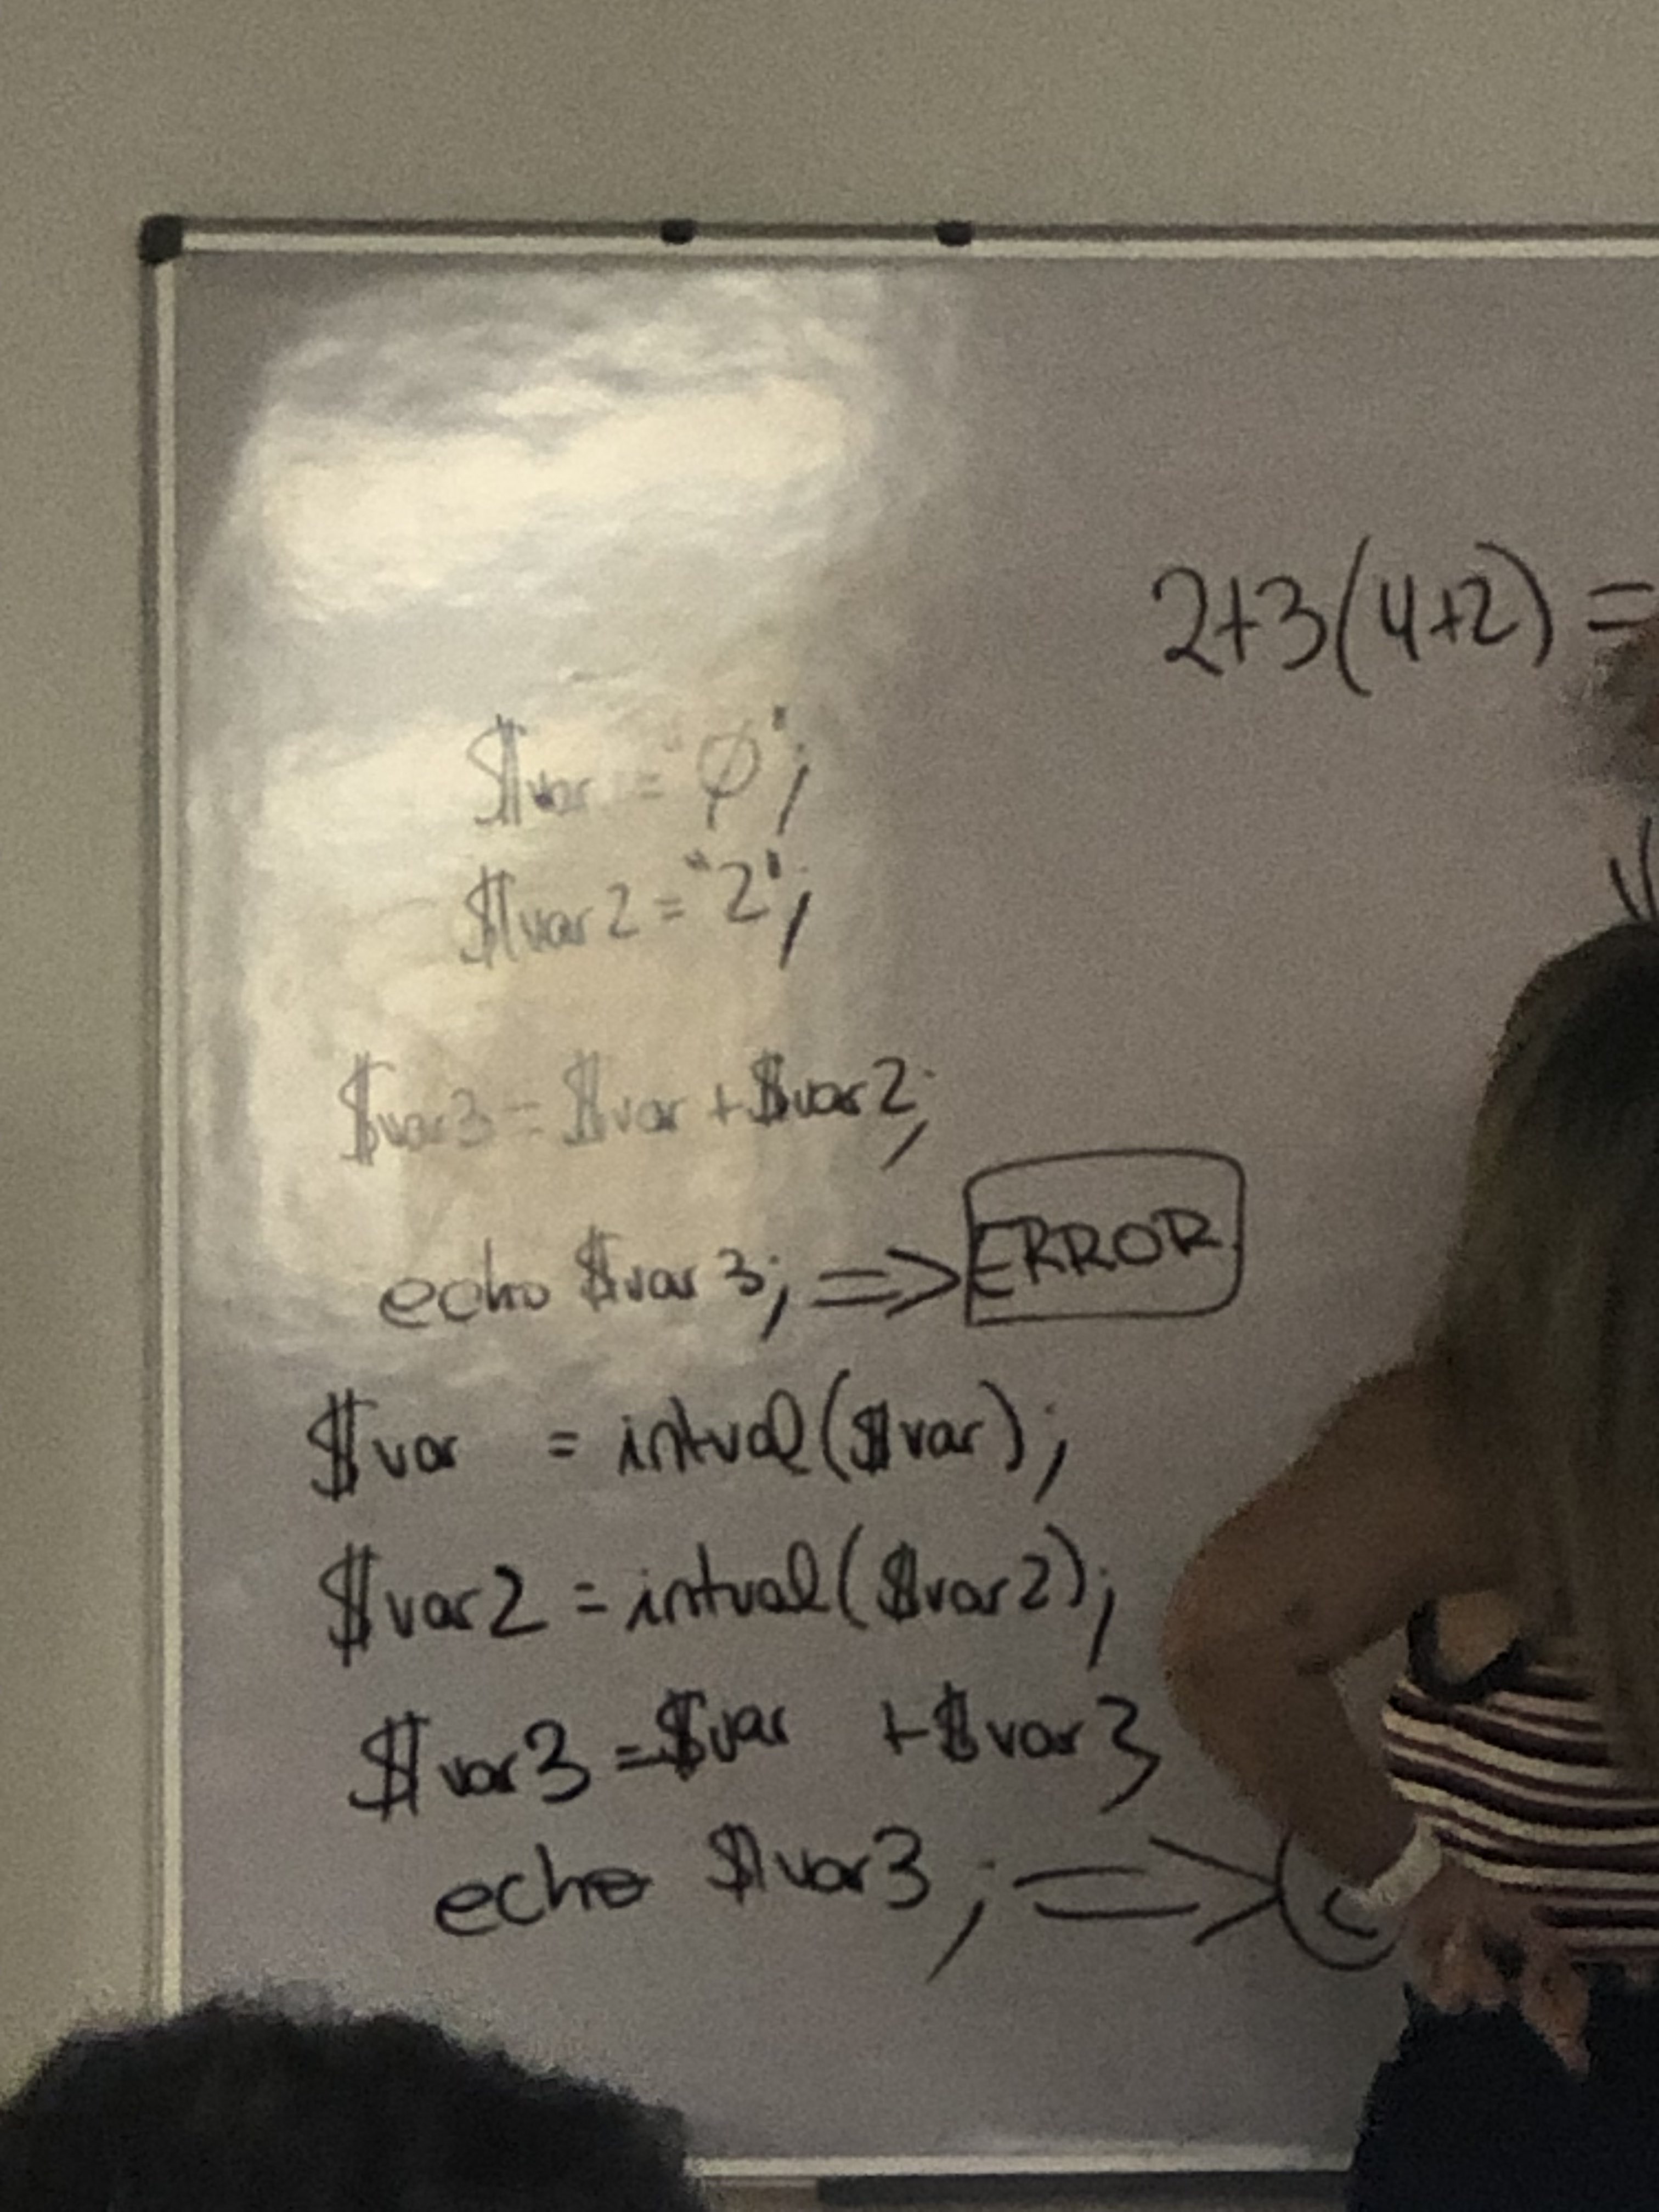 2+3(4+2) =
$var = "0";
$var2 = "2";
$var3 = $var + $var2;
echo $var3; => ERROR
$var = intval($var);
$var2 = intval($var2);
$var3 = $var + $var3
echo $var3; =>